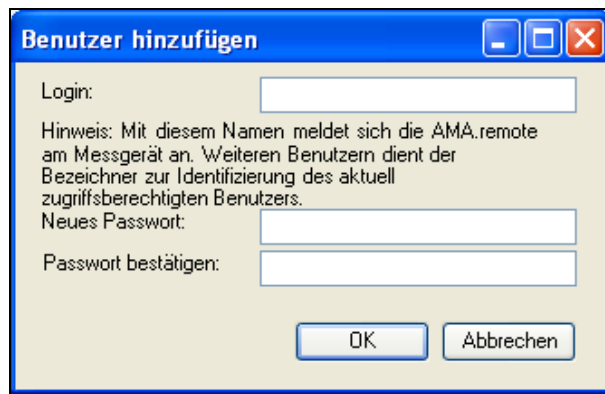 Benutzer hinzufügen
Login:
Hinweis: Mit diesem Namen meldet sich die AMA.remote
am Messgerät an. Weiteren Benutzern dient der
Bezeichner zur Identifizierung des aktuell
zugriffsberechtigten Benutzers.
Neues Passwort:
Passwort bestätigen:
OK Abbrechen